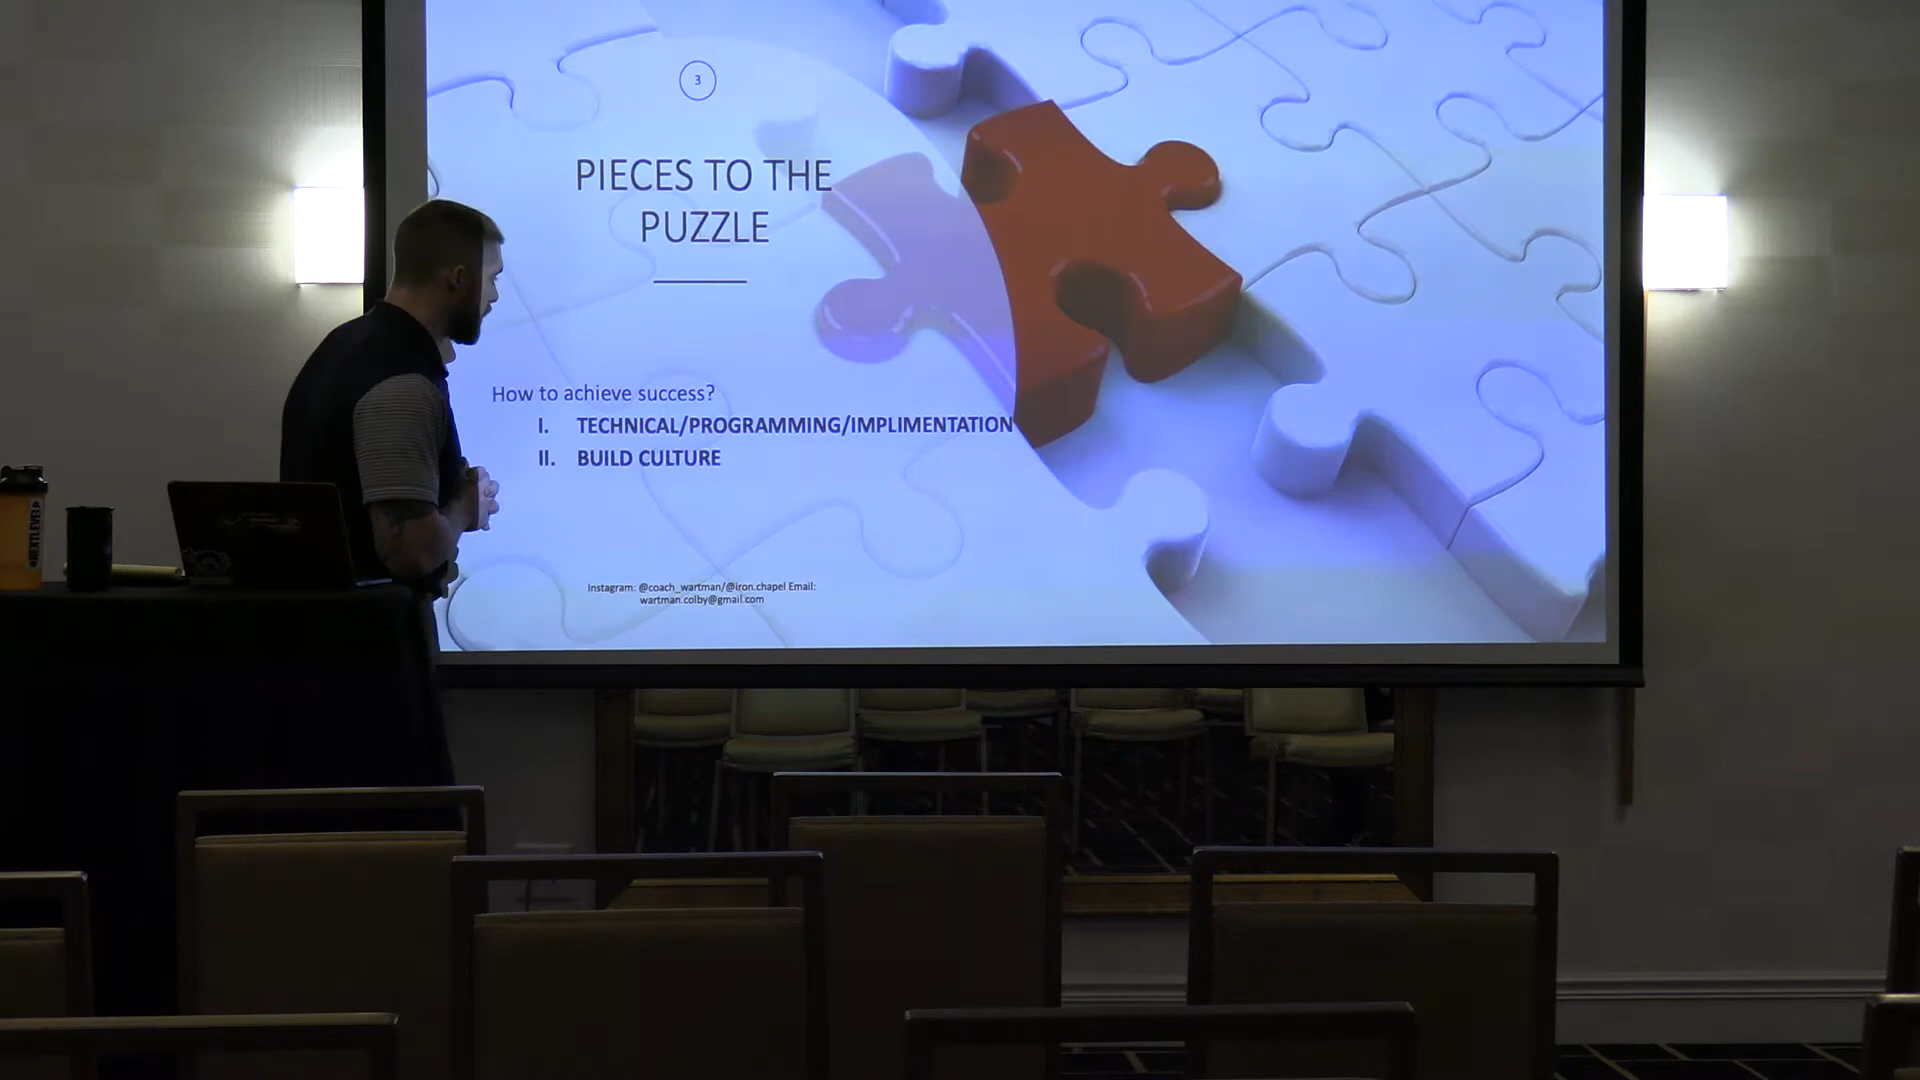 3
PIECES TO THE
PUZZLE
How to achieve success?
I. TECHNICAL/PROGRAMMING/IMPLIMENTATION
II. BUILD CULTURE
Instagram: @coach_wartman/@iron.chapel Email:
wartman.colby@gmail.com
#NEXTLEVEL